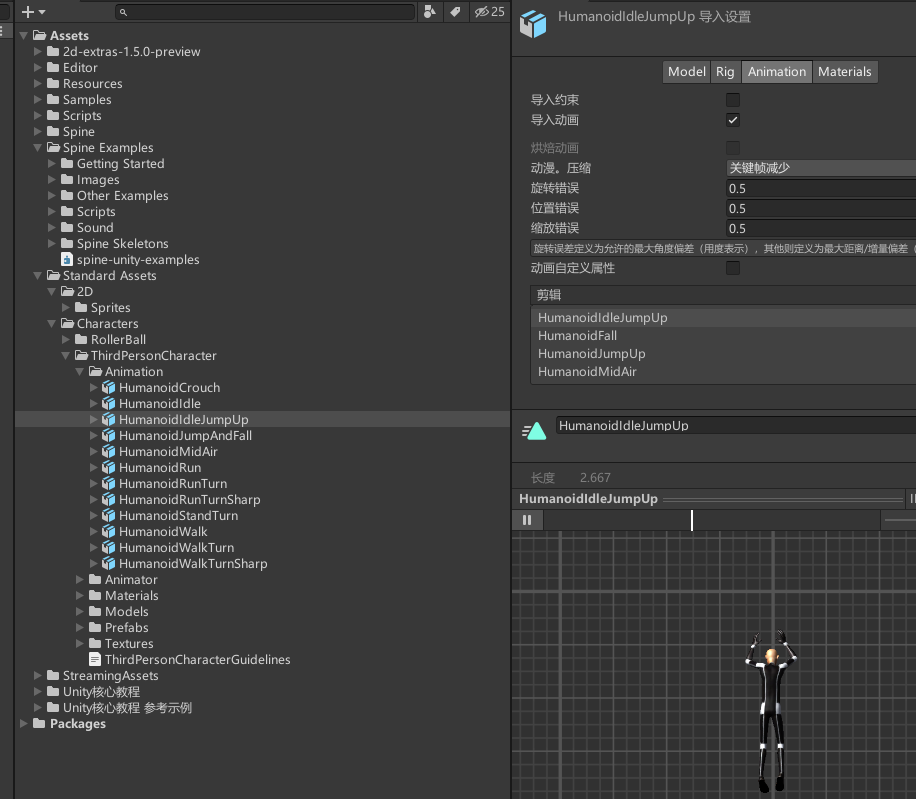 25
Assets
2d-extras-1.5.0-preview
Editor
Resources
Samples
Scripts
Spine
Spine Examples
Getting Started
Images
Other Examples
Scripts
Sound
Spine Skeletons
spine-unity-examples
Standard Assets
2D
Sprites
Characters
RollerBall
ThirdPersonCharacter
Animation
HumanoidCrouch
HumanoidIdle
HumanoidIdleJumpUp
HumanoidJumpAndFall
HumanoidMidAir
HumanoidRun
HumanoidRunTurn
HumanoidRunTurnSharp
HumanoidStandTurn
HumanoidWalk
HumanoidWalkTurn
HumanoidWalkTurnSharp
Animator
Materials
Models
Prefabs
Textures
ThirdPersonCharacterGuidelines
StreamingAssets
Unity核心教程
Unity核心教程 参考示例
Packages
HumanoidIdleJumpUp 导入设置
Model Rig Animation Materials
导入约束
导入动画
烘焙动画
动漫。压缩 关键帧减少
旋转错误 0.5
位置错误 0.5
缩放错误 0.5
旋转误差定义为允许的最大角度偏差（用度表示），其他则定义为最大距离/增量偏差（
动画自定义属性
剪辑
HumanoidIdleJumpUp
HumanoidFall
HumanoidJumpUp
HumanoidMidAir
HumanoidIdleJumpUp
长度 2.667
HumanoidIdleJumpUp